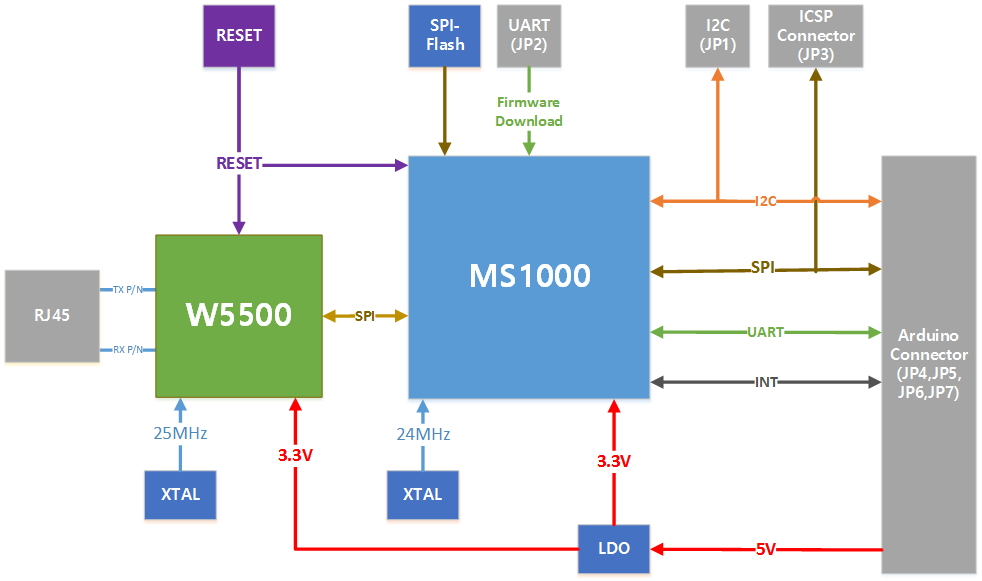 RESET
SPI-
Flash
UART
(JP2)
I2C
(JP1)
ICSP
Connector
(JP3)
Firmware
Download
RESET
MS1000
I2C
SPI
UART
INT
W5500
SPI
RJ45
TX P/N
RX P/N
Arduino
Connector
(JP4,JP5,
JP6,JP7)
25MHz
3.3V
24MHz
3.3V
XTAL
XTAL
LDO
5V